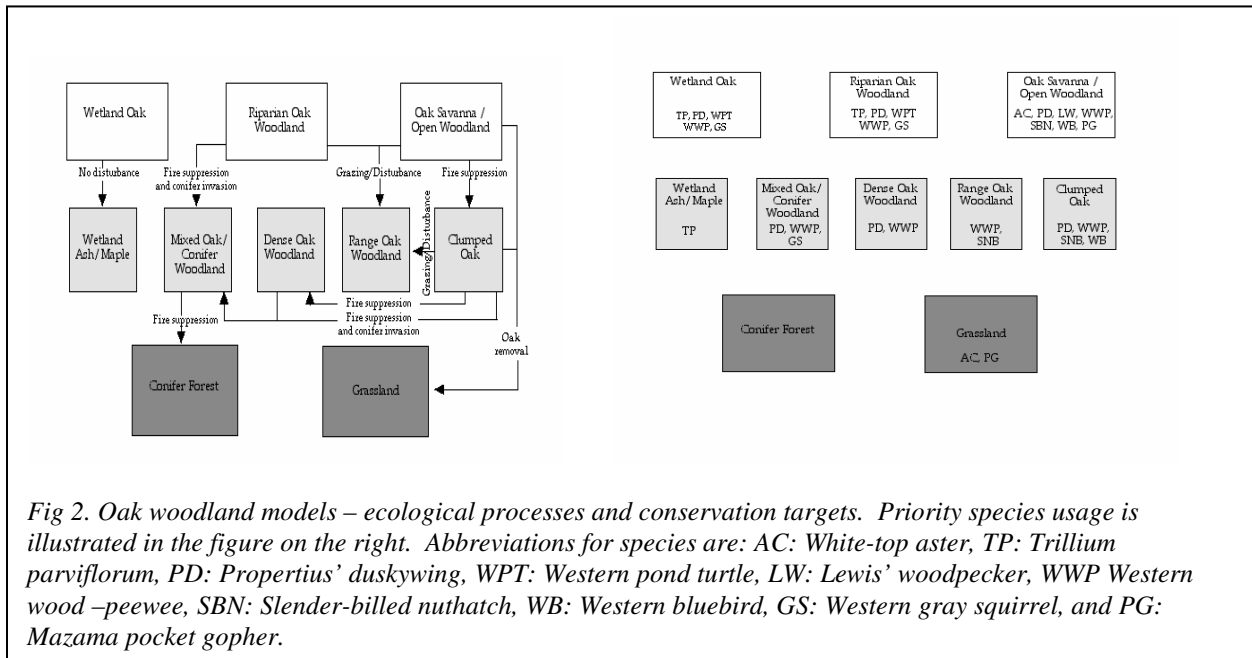 Wetland Oak
Riparian Oak
Woodland
Oak Savanna /
Open Woodland
No disturbance
Fire suppression
and conifer invasion
Grazing/Disturbance
Fire suppression
Wetland
Ash/Maple
Mixed Oak/
Conifer
Woodland
Dense Oak
Woodland
Range Oak
Woodland
Grazing/Disturbance
Clumped
Oak
Fire suppression
Fire suppression
Fire suppression
and conifer invasion
Oak
removal
Conifer Forest
Grassland
Wetland Oak
TP, PD, WPT
WWP, GS
Riparian Oak
Woodland
TP, PD, WPT
WWP, GS
Oak Savanna /
Open Woodland
AC, PD, LW, WWP,
SBN, WB, PG
Wetland
Ash/Maple
TP
Mixed Oak/
Conifer
Woodland
PD, WWP,
GS
Dense Oak
Woodland
PD, WWP
Range Oak
Woodland
WWP,
SNB
Clumped
Oak
PD, WWP,
SNB, WB
Conifer Forest
Grassland
AC, PG
Fig 2. Oak woodland models – ecological processes and conservation targets. Priority species usage is
illustrated in the figure on the right. Abbreviations for species are: AC: White-top aster, TP: Trillium
parviflorum, PD: Propertius’ duskywing, WPT: Western pond turtle, LW: Lewis’ woodpecker, WWP Western
wood –peewee, SBN: Slender-billed nuthatch, WB: Western bluebird, GS: Western gray squirrel, and PG:
Mazama pocket gopher.